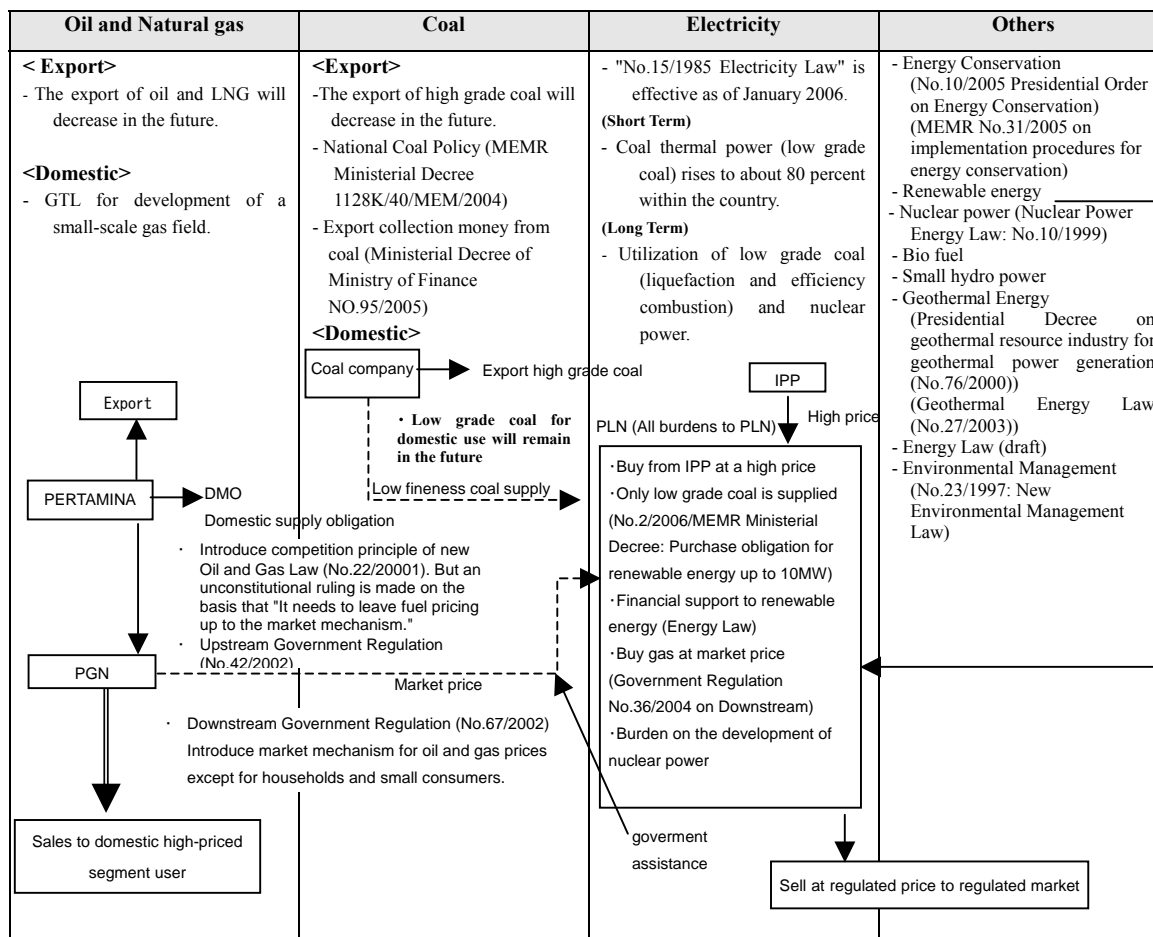 Oil and Natural gas
Coal
Electricity
Others
< Export>
- The export of oil and LNG will
decrease in the future.
<Domestic>
- GTL for development of a
small-scale gas field.
Export
PERTAMINA
DMO
Domestic supply obligation
· Introduce competition principle of new
Oil and Gas Law (No.22/20001). But an
unconstitutional ruling is made on the
basis that "It needs to leave fuel pricing
up to the market mechanism."
· Upstream Government Regulation
(No.42/2002)
PGN
Market price
· Downstream Government Regulation (No.67/2002)
Introduce market mechanism for oil and gas prices
except for households and small consumers.
Sales to domestic high-priced
segment user
<Export>
-The export of high grade coal will
decrease in the future.
- National Coal Policy (MEMR
Ministerial Decree
1128K/40/MEM/2004)
- Export collection money from
coal (Ministerial Decree of
Ministry of Finance
NO.95/2005)
<Domestic>
Coal company
Export high grade coal
· Low grade coal for
domestic use will remain
in the future
Low fineness coal supply
- "No.15/1985 Electricity Law" is
effective as of January 2006.
(Short Term)
- Coal thermal power (low grade
coal) rises to about 80 percent
within the country.
(Long Term)
- Utilization of low grade coal
(liquefaction and efficiency
combustion) and nuclear
power.
IPP
High price
PLN (All burdens to PLN)
·Buy from IPP at a high price
·Only low grade coal is supplied
(No.2/2006/MEMR Ministerial
Decree: Purchase obligation for
renewable energy up to 10MW)
·Financial support to renewable
energy (Energy Law)
·Buy gas at market price
(Government Regulation
No.36/2004 on Downstream)
·Burden on the development of
nuclear power
goverment
assistance
Sell at regulated price to regulated market
- Energy Conservation
(No.10/2005 Presidential Order
on Energy Conservation)
(MEMR No.31/2005 on
implementation procedures for
energy conservation)
- Renewable energy
- Nuclear power (Nuclear Power
Energy Law: No.10/1999)
- Bio fuel
- Small hydro power
- Geothermal Energy
(Presidential Decree on
geothermal resource industry for
geothermal power generation
(No.76/2000))
(Geothermal Energy Law
(No.27/2003))
- Energy Law (draft)
- Environmental Management
(No.23/1997: New
Environmental Management
Law)